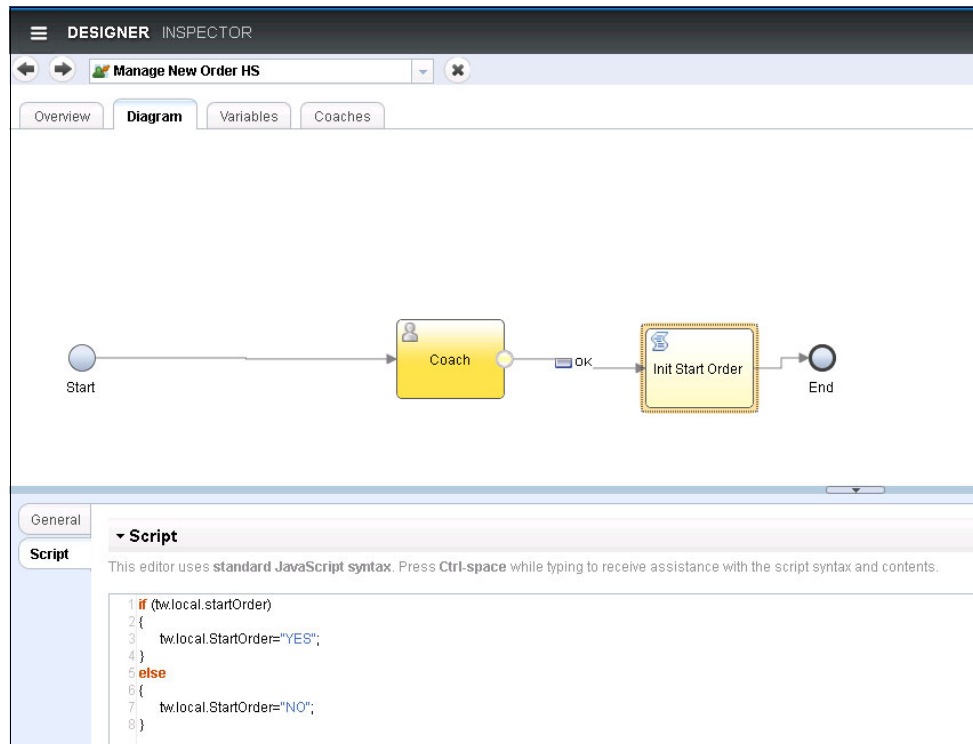 DESIGNER INSPECTOR
Manage New Order HS
Overview Diagram Variables Coaches
Start
Coach
OK
Init Start Order
End
General
Script
Script
This editor uses standard JavaScript syntax. Press Ctrl-space while typing to receive assistance with the script syntax and contents.
1 if (tw.local.startOrder)
2 {
3 tw.local.StartOrder="YES";
4 }
5 else
6 {
7 tw.local.StartOrder="NO";
8 }